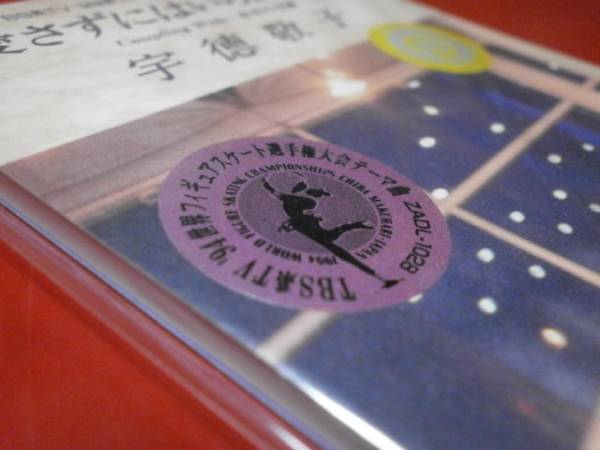 愛さずにはい
Coupling With
宇徳敬子
TBS系TV '94世界フィギュアスケート選手権大会テーマ曲 ZADL-1028
1994 WORLD FIGURE SKATING CHAMPIONSHIPS CHIBA MAKUHARI-JAPAN